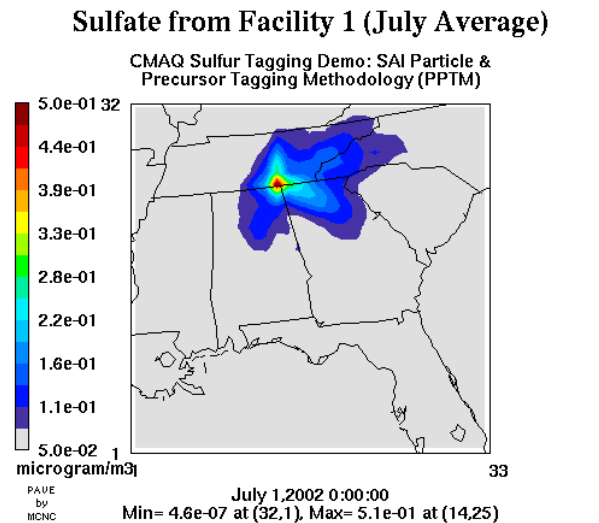 Sulfate from Facility 1 (July Average)
CMAQ Sulfur Tagging Demo: SAI Particle &
Precursor Tagging Methodology (PPTM)
5.0e-01
32
4.4e-01
3.9e-01
3.3e-01
2.8e-01
2.2e-01
1.6e-01
1.1e-01
5.0e-02
1
microgram/m3
1
33
PAVE
by
MCNC
July 1,2002 0:00:00
Min= 4.6e-07 at (32,1), Max= 5.1e-01 at (14,25)